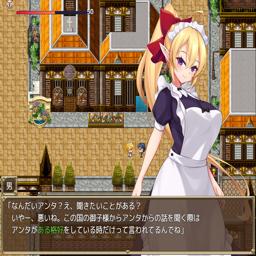 60
男
「なんだいアンタ？え、聞きたいことがある？
いやー、悪いね。この国の御子様からアンタからの話を聞く際は
アンタがある格好をしている時だけって言われてるんでね」